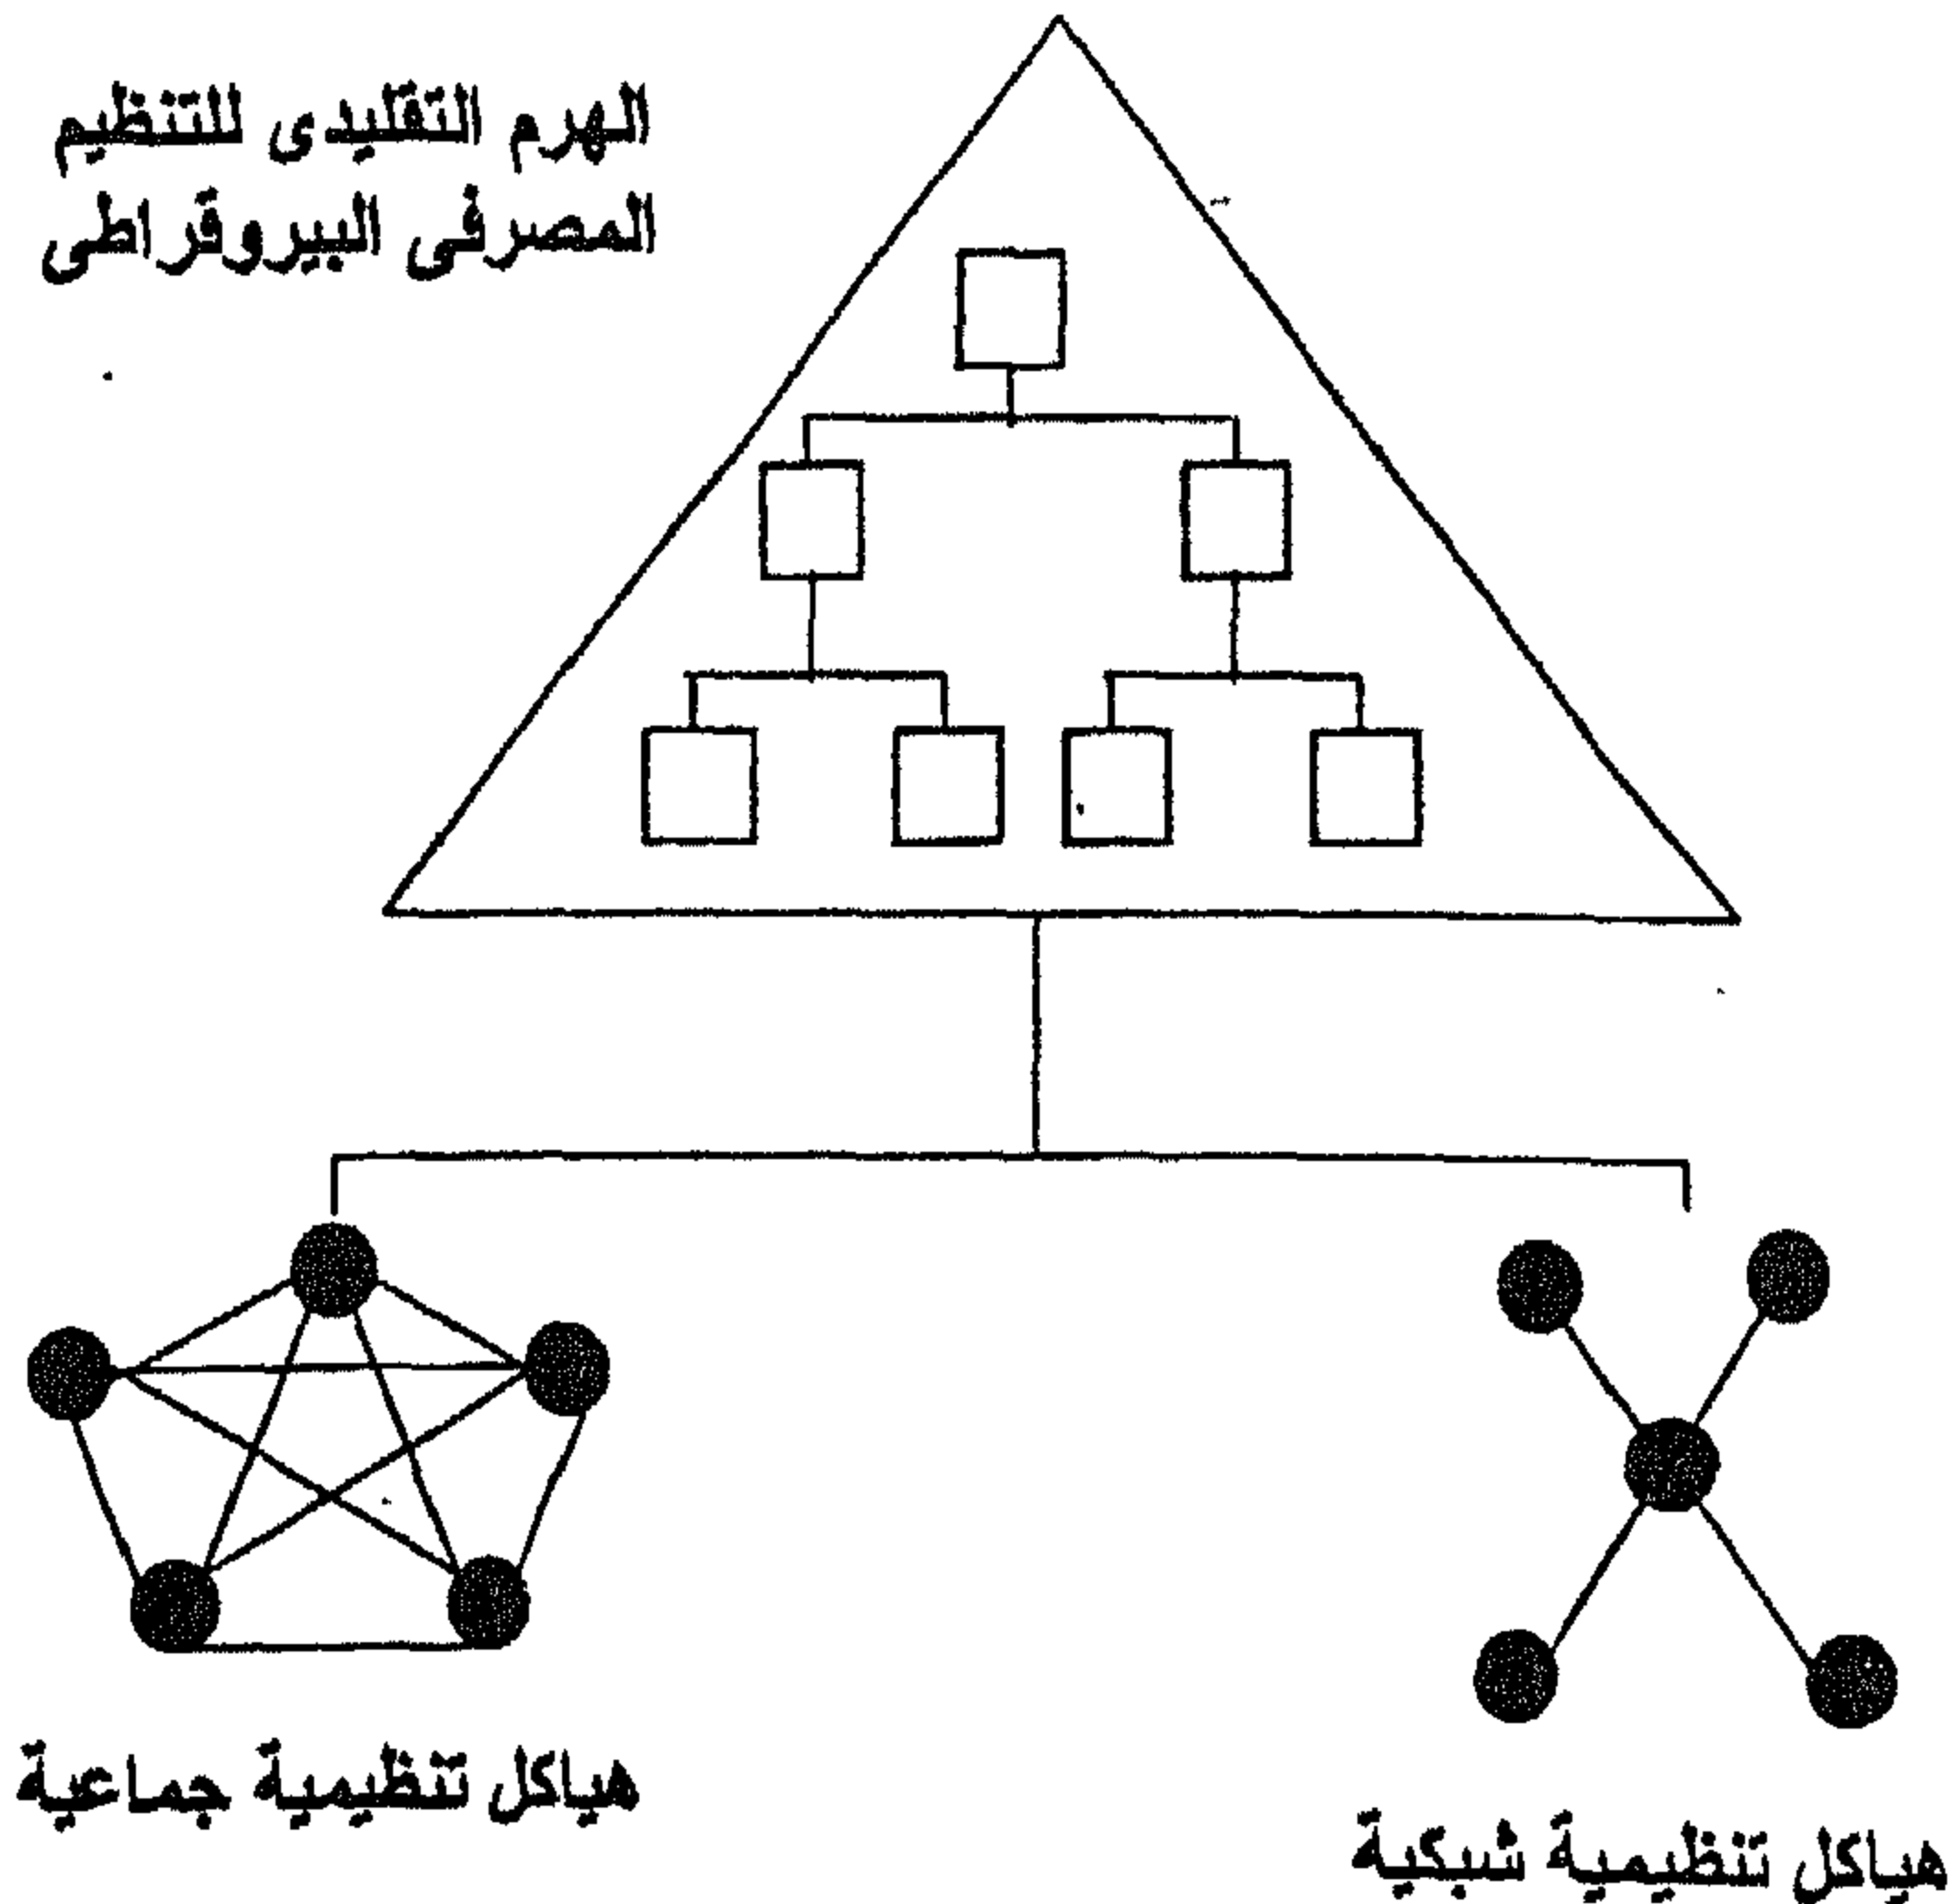 الهرم التقليدى للتنظيم
المصرفى البيروقراطى
هياكل تنظيمية جماعية
هياكل تنظيمية شبكية